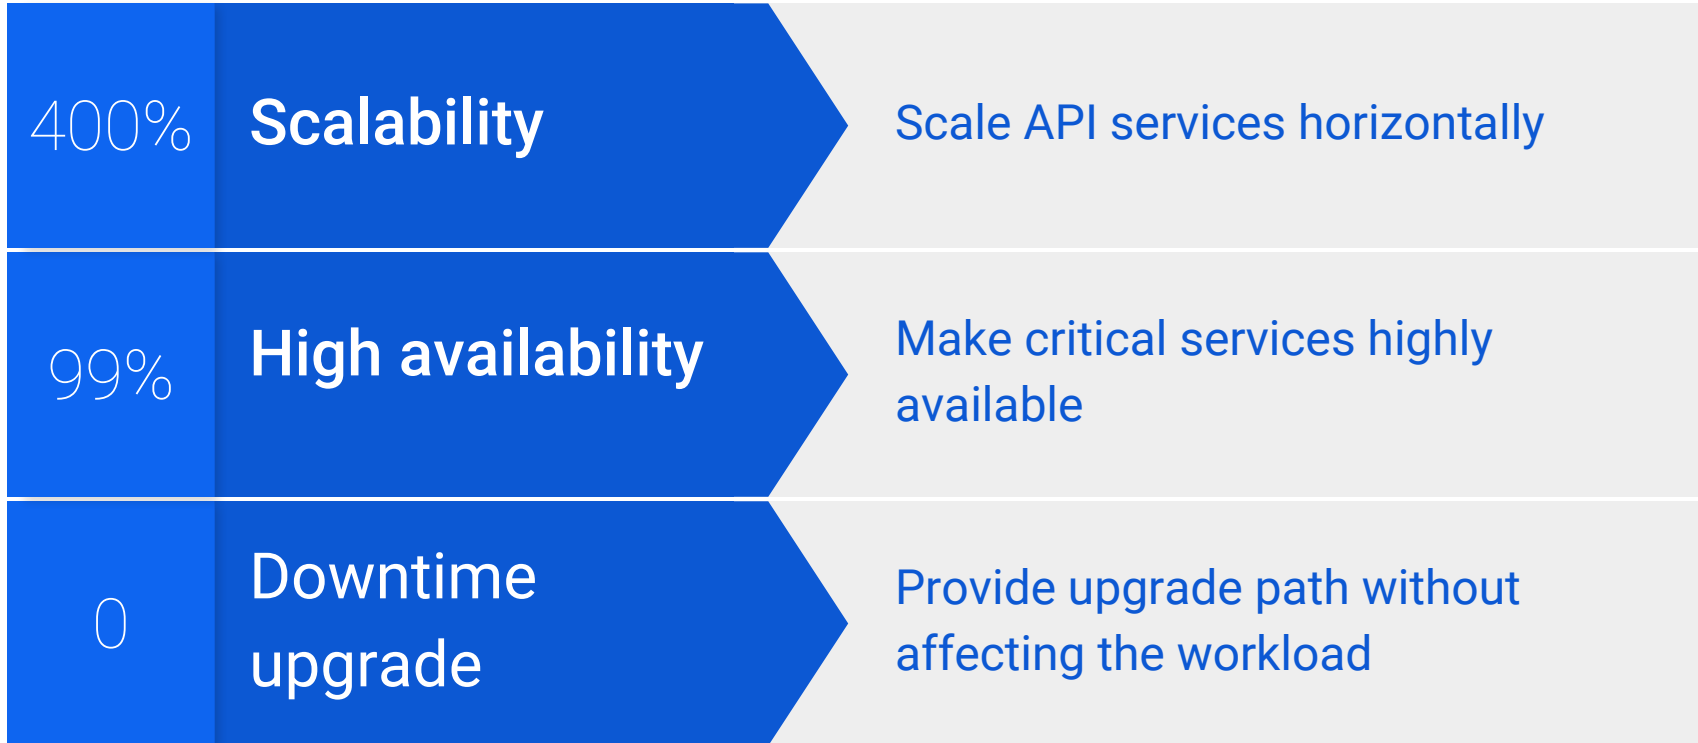 400%
Scalability
Scale API services horizontally
99%
High availability
Make critical services highly
available
0
Downtime
upgrade
Provide upgrade path without
affecting the workload